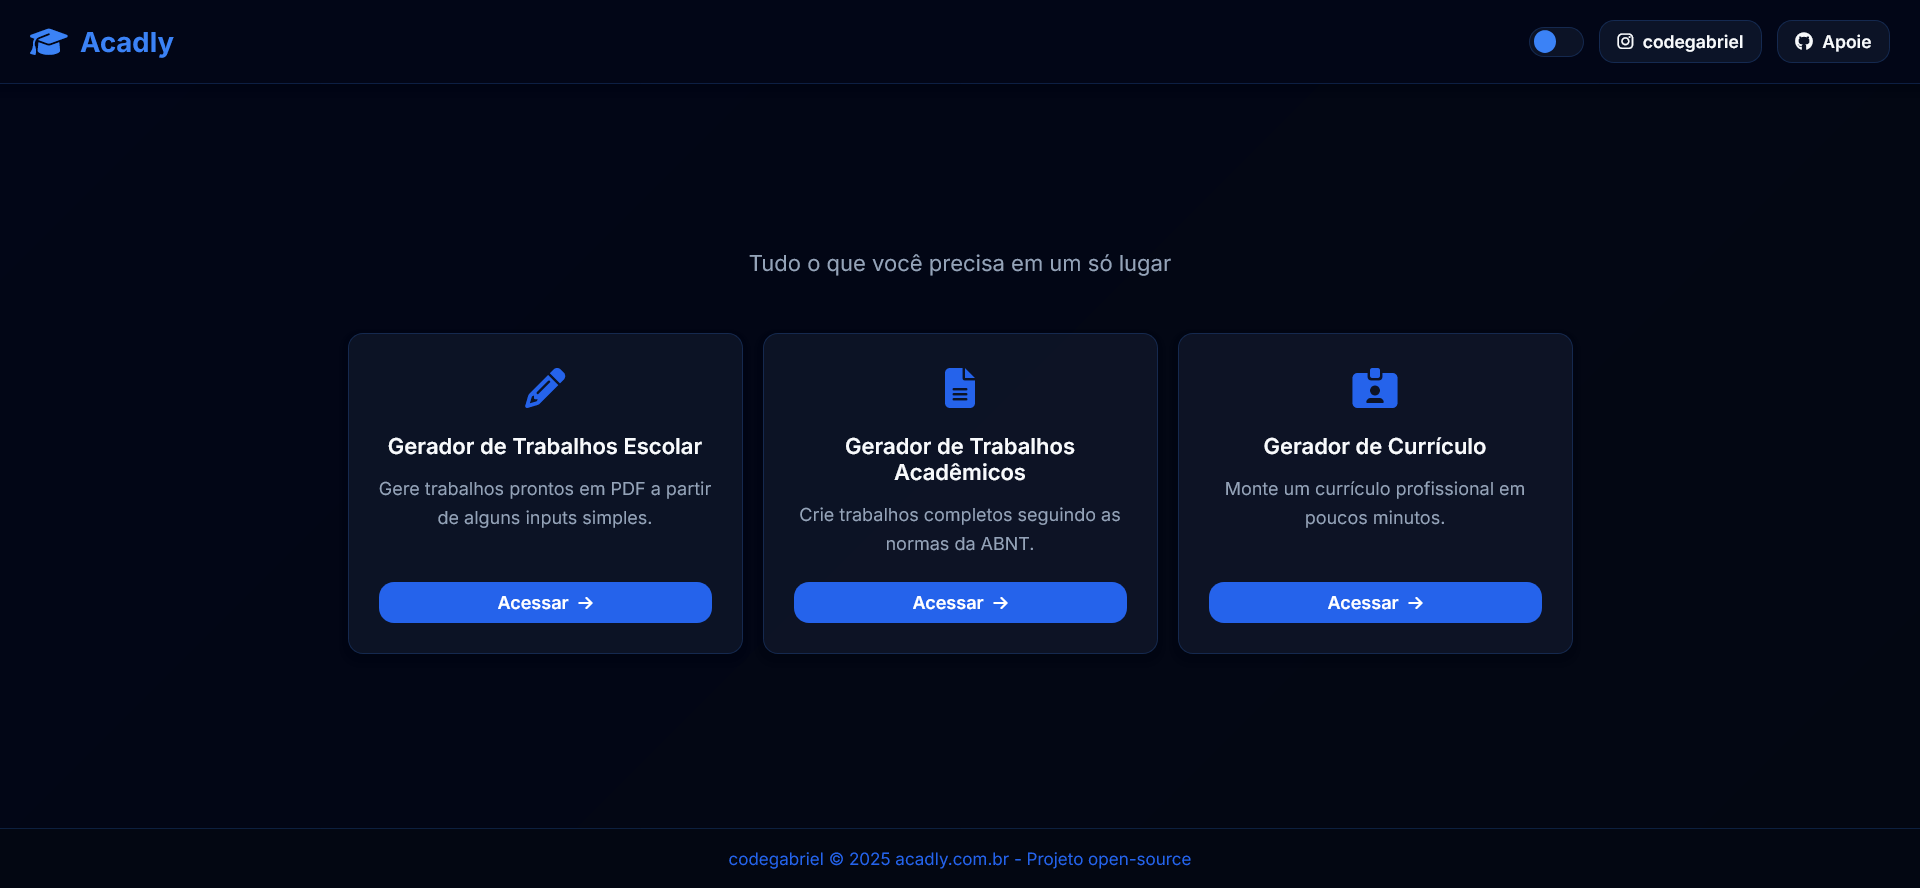 Acadly
codegabriel
Apoie
Tudo o que você precisa em um só lugar
Gerador de Trabalhos Escolar
Gere trabalhos prontos em PDF a partir
de alguns inputs simples.
Acessar →
Gerador de Trabalhos
Acadêmicos
Crie trabalhos completos seguindo as
normas da ABNT.
Acessar →
Gerador de Currículo
Monte um currículo profissional em
poucos minutos.
Acessar →
codegabriel © 2025 acadly.com.br - Projeto open-source